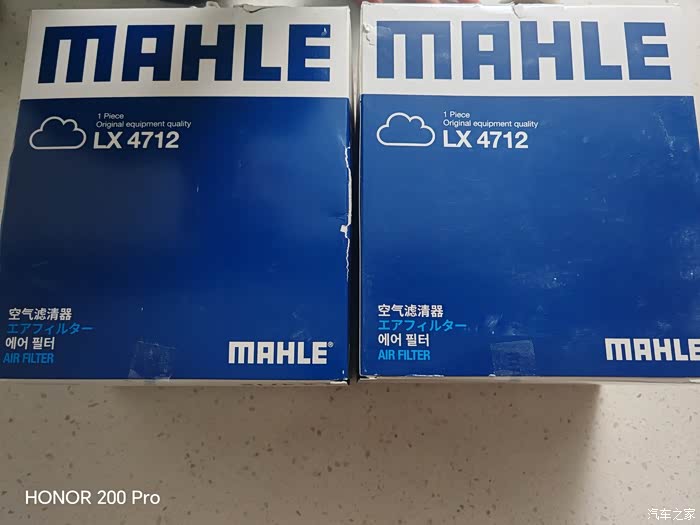 MAHLE
1 Piece
Original equipment quality
LX 4712
空气滤清器
エアフィルター
에어 필터
AIR FILTER
MAHLE®
MAHLE
1 Piece
Original equipment quality
LX 4712
空气滤清器
エアフィルター
에어 필터
AIR FILTER
MAHLE
HONOR 200 Pro
汽车之家